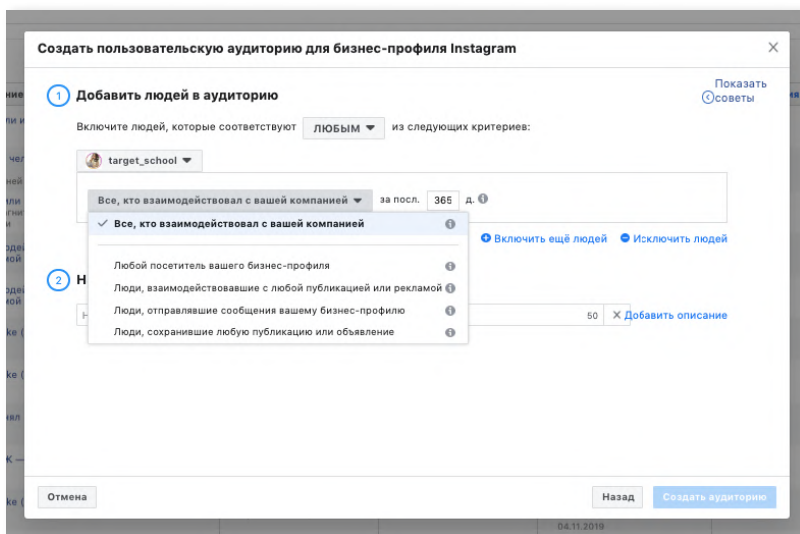 Создать пользовательскую аудиторию для бизнес-профиля Instagram
1 Добавить людей в аудиторию
Показать
советы
Включите людей, которые соответствуют ЛЮБЫМ из следующих критериев:
target_school
Все, кто взаимодействовал с вашей компанией за посл. 365 д.
Все, кто взаимодействовал с вашей компанией
Включить ещё людей Исключить людей
Любой посетитель вашего бизнес-профиля
2 Н
Люди, взаимодействовавшие с любой публикацией или рекламой
Люди, отправлявшие сообщения вашему бизнес-профилю
50 Добавить описание
Люди, сохранившие любую публикацию или объявление
Отмена Назад Создать аудиторию
04.11.2019